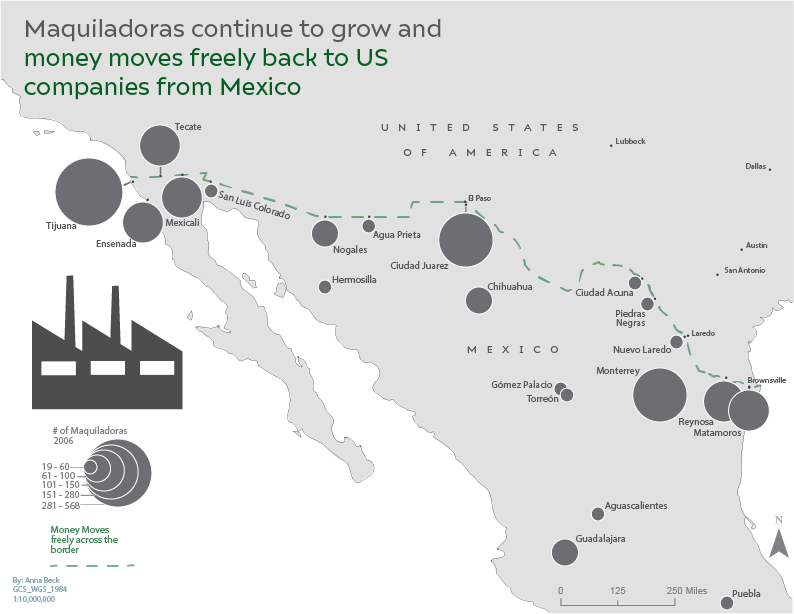 Maquiladoras continue to grow and
money moves freely back to US
companies from Mexico
UNITED STATES
OF AMERICA
Lubbock
Dallas
Tecate
El Paso
San Luis Colorado
Tijuana
Mexicali
Ensenada
Agua Prieta
Nogales
Austin
Ciudad Juarez
San Antonio
Hermosilla
Chihuahua
Ciudad Acuna
Piedras
Negras
Laredo
MEXICO
Nuevo Laredo
Monterrey
Brownsville
Gómez Palacio
Torreón
Reynosa
Matamoros
# of Maquiladoras
2006
19 - 60
61 - 100
101 - 150
151 - 280
281 - 568
Aguascalientes
Guadalajara
N
Money Moves
freely across the
border
By: Anna Beck
GCS_WGS_1984
1:10,000,000
0 125 250 Miles
Puebla